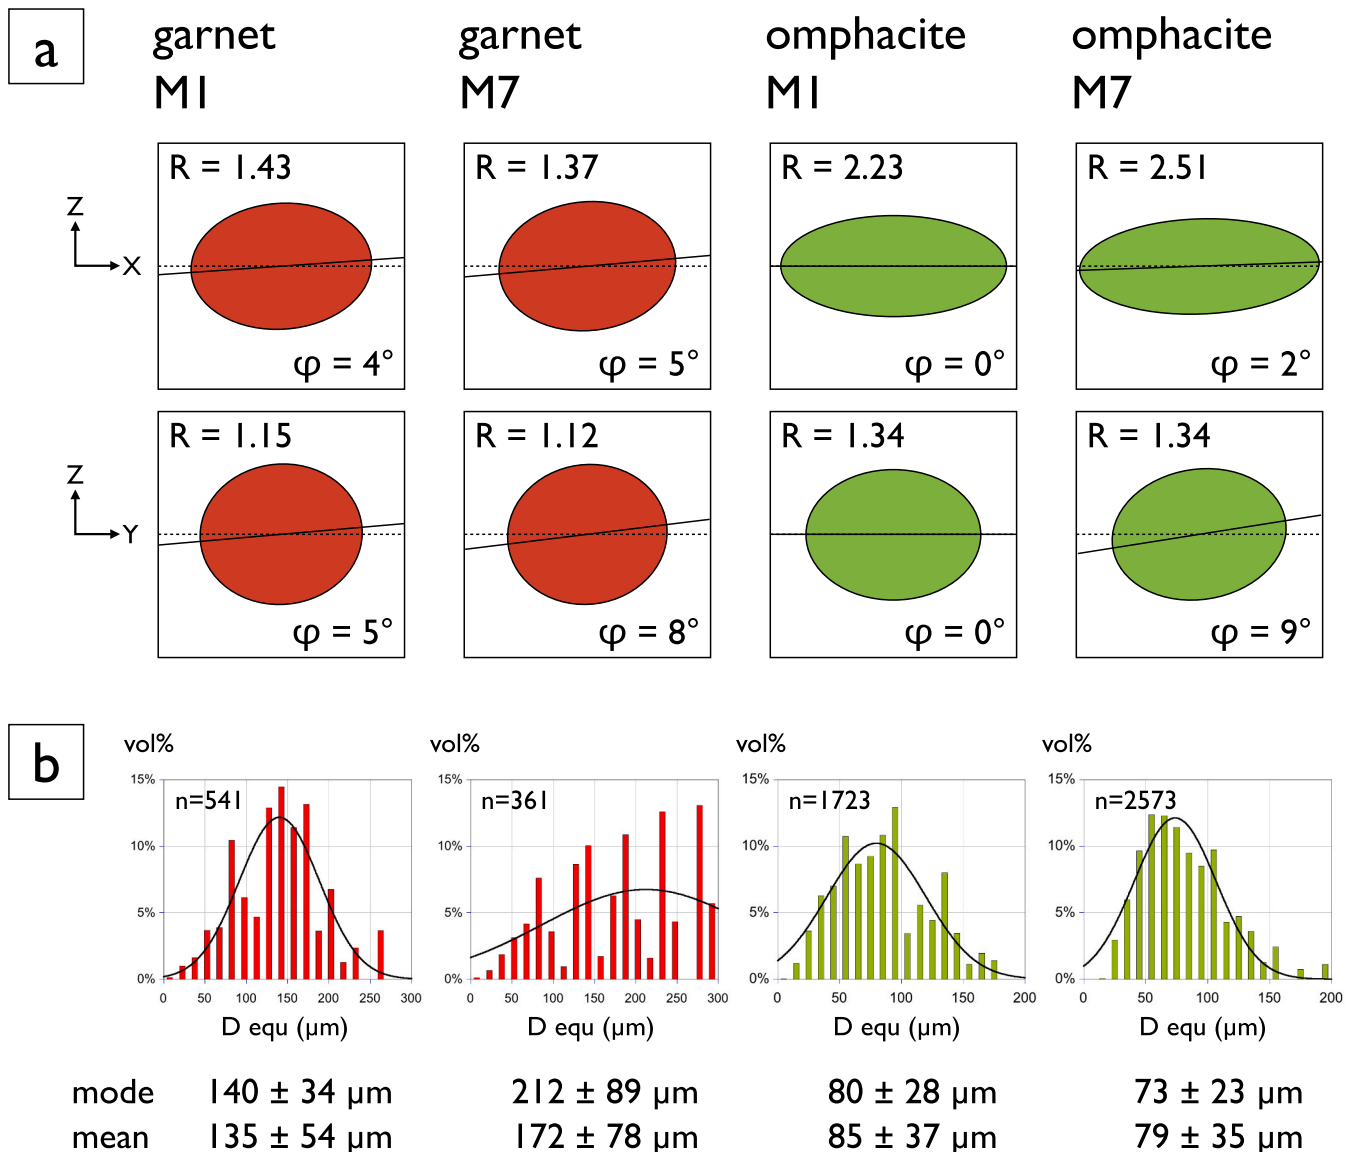 a
garnet garnet omphacite omphacite
M1 M7 M1 M7
R = 1.43 R = 1.37 R = 2.23 R = 2.51
Z
X
φ = 4° φ = 5° φ = 0° φ = 2°
R = 1.15 R = 1.12 R = 1.34 R = 1.34
Z
Y
φ = 5° φ = 8° φ = 0° φ = 9°
b
vol% vol% vol% vol%
15% 15% 15% 15%
n=541 n=361 n=1723 n=2573
10% 10% 10% 10%
5% 5% 5% 5%
0% 0% 0% 0%
0 50 100 150 200 250 300 0 50 100 150 200 250 300 0 50 100 150 200 0 50 100 150 200
D equ (µm) D equ (µm) D equ (µm) D equ (µm)
mode 140 ± 34 µm 212 ± 89 µm 80 ± 28 µm 73 ± 23 µm
mean 135 ± 54 µm 172 ± 78 µm 85 ± 37 µm 79 ± 35 µm